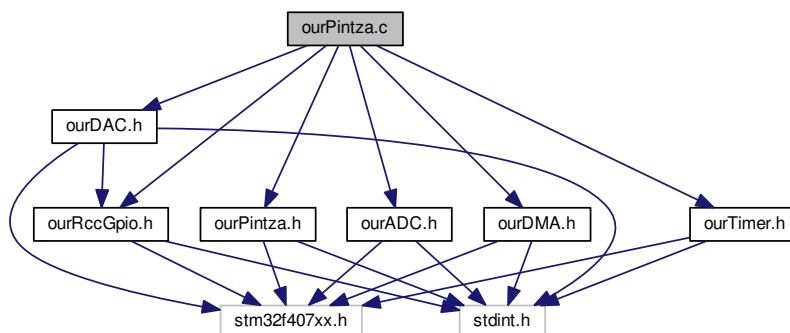 ourPintza.c
ourDAC.h
ourRccGpio.h
ourPintza.h
ourADC.h
ourDMA.h
ourTimer.h
stm32f407xx.h
stdint.h